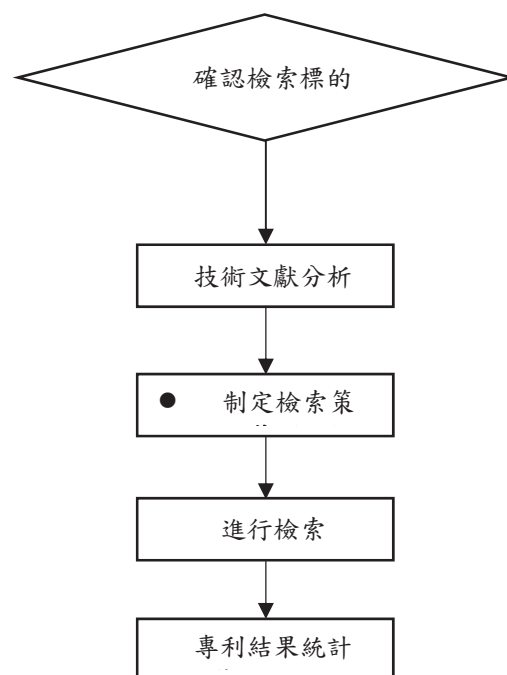 確認檢索標的
技術文獻分析
● 制定檢索策
進行檢索
專利結果統計